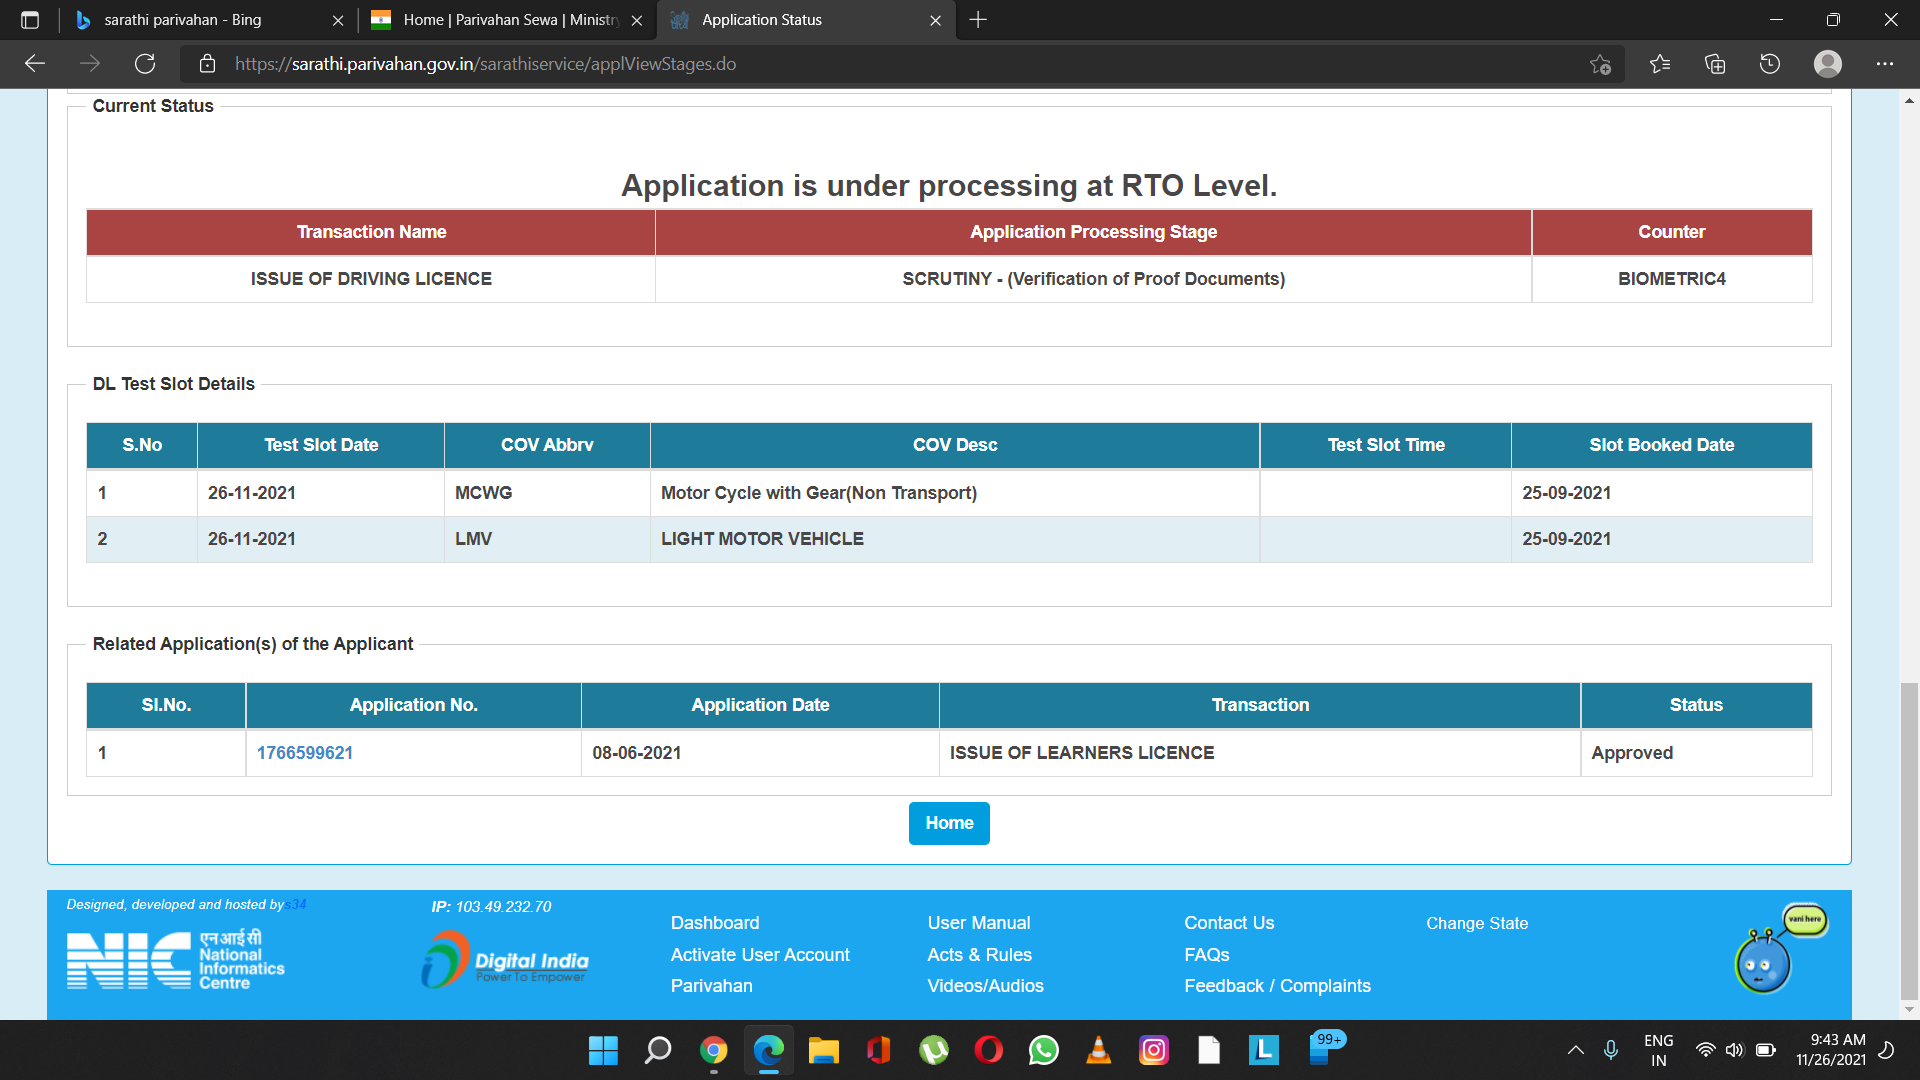 sarathi parivahan - Bing
Home | Parivahan Sewa | Ministry
Application Status
https://sarathi.parivahan.gov.in/sarathiservice/applViewStages.do
Current Status
Application is under processing at RTO Level.
Transaction Name Application Processing Stage Counter
ISSUE OF DRIVING LICENCE SCRUTINY - (Verification of Proof Documents) BIOMETRIC4
DL Test Slot Details
S.No Test Slot Date COV Abbrv COV Desc Test Slot Time Slot Booked Date
1 26-11-2021 MCWG Motor Cycle with Gear(Non Transport) 25-09-2021
2 26-11-2021 LMV LIGHT MOTOR VEHICLE 25-09-2021
Related Application(s) of the Applicant
Sl.No. Application No. Application Date Transaction Status
1 1766599621 08-06-2021 ISSUE OF LEARNERS LICENCE Approved
Home
Designed, developed and hosted by s34
NIC
एन आई सी
National
Informatics
Centre
IP: 103.49.232.70
Digital India
Power To Empower
Dashboard User Manual Contact Us Change State
Activate User Account Acts & Rules FAQs
Parivahan Videos/Audios Feedback / Complaints
vani here
L
99+
ENG
IN
9:43 AM
11/26/2021